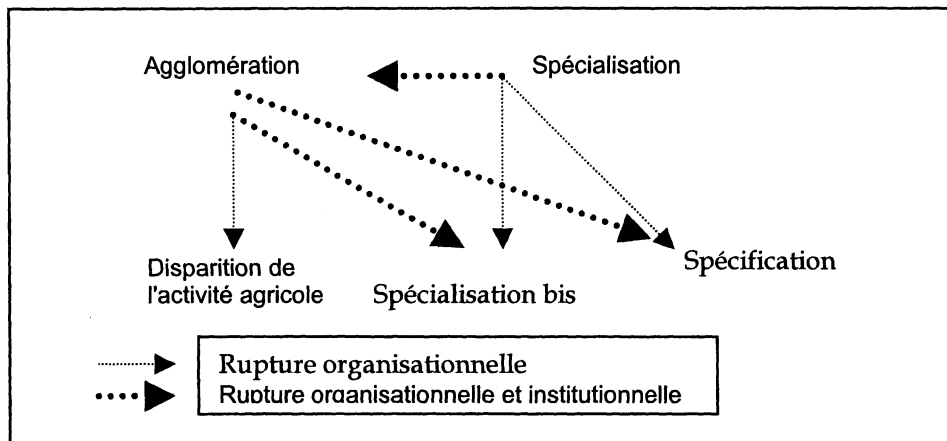 Agglomération
Spécialisation
Spécification
Disparition de
l'activité agricole
Spécialisation bis
Rupture organisationnelle
Rupture organisationnelle et institutionnelle